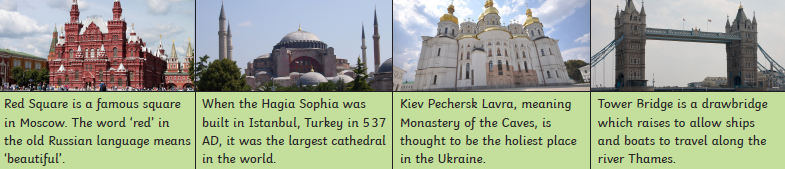 Red Square is a famous square
in Moscow. The word ‘red’ in
the old Russian language means
‘beautiful’.
When the Hagia Sophia was
built in Istanbul, Turkey in 537
AD, it was the largest cathedral
in the world.
Kiev Pechersk Lavra, meaning
Monastery of the Caves, is
thought to be the holiest place
in the Ukraine.
Tower Bridge is a drawbridge
which raises to allow ships
and boats to travel along the
river Thames.